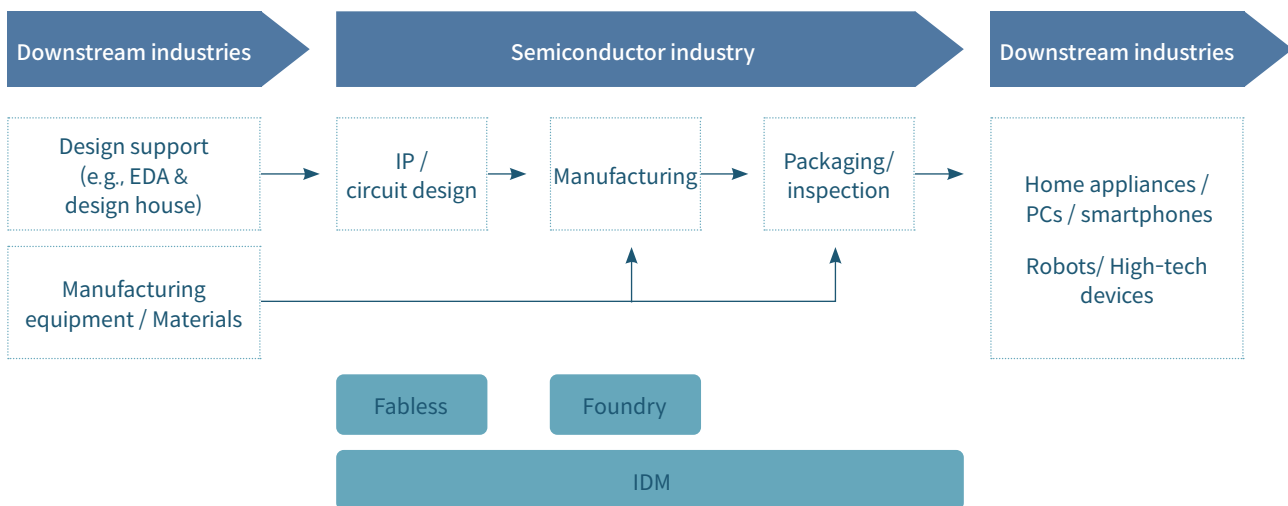 Downstream industries
Semiconductor industry
Downstream industries
Design support
(e.g., EDA &
design house)
IP /
circuit design
Manufacturing
Packaging/
inspection
Home appliances /
PCs / smartphones
Robots/ High-tech
devices
Manufacturing
equipment / Materials
Fabless
Foundry
IDM